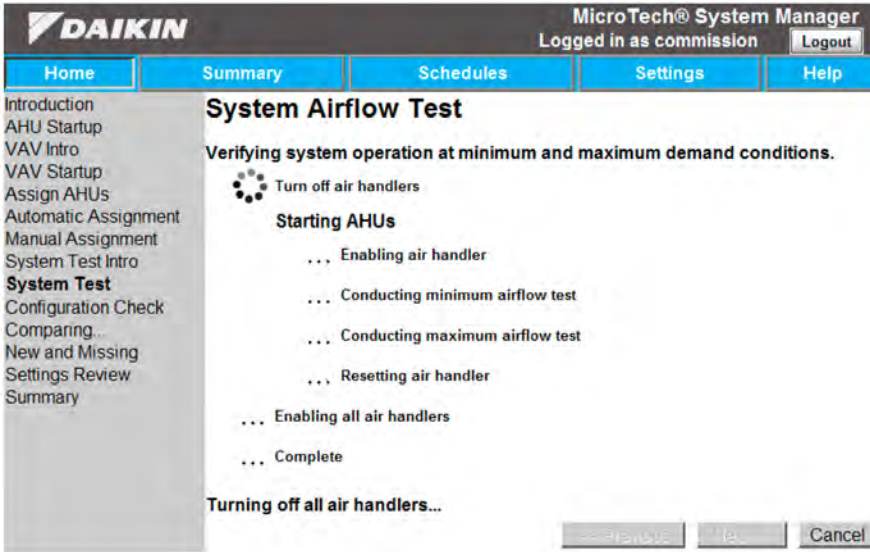 DAIKIN
MicroTech® System Manager
Logged in as commission
Logout
Home
Summary
Schedules
Settings
Help
Introduction
AHU Startup
VAV Intro
VAV Startup
Assign AHUs
Automatic Assignment
Manual Assignment
System Test Intro
System Test
Configuration Check
Comparing...
New and Missing
Settings Review
Summary
System Airflow Test
Verifying system operation at minimum and maximum demand conditions.
Turn off air handlers
Starting AHUs
... Enabling air handler
... Conducting minimum airflow test
... Conducting maximum airflow test
... Resetting air handler
... Enabling all air handlers
... Complete
Turning off all air handlers...
Cancel